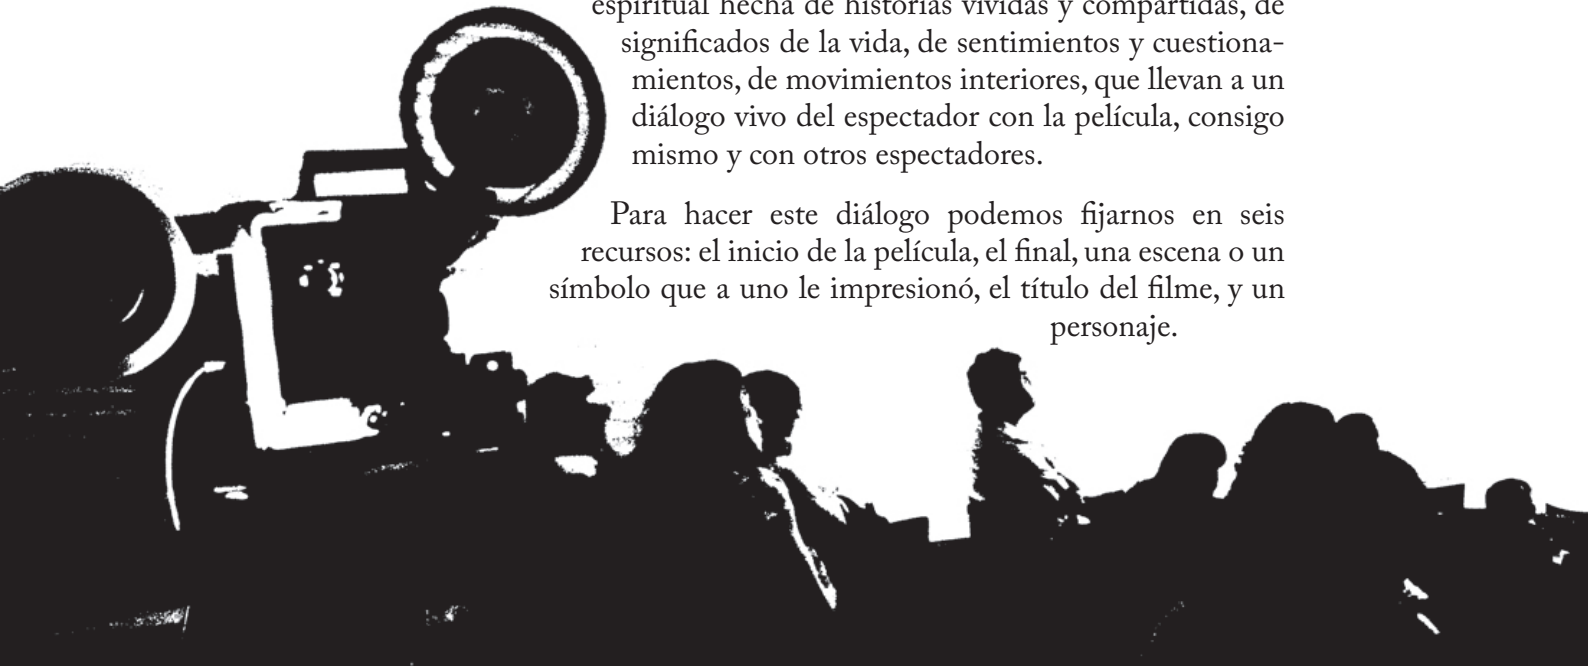 espiritual hecha de historias vividas y compartidas, de
significados de la vida, de sentimientos y cuestiona-
mientos, de movimientos interiores, que llevan a un
diálogo vivo del espectador con la película, consigo
mismo y con otros espectadores.
Para hacer este diálogo podemos fijarnos en seis
recursos: el inicio de la película, el final, una escena o un
símbolo que a uno le impresionó, el título del filme, y un
personaje.